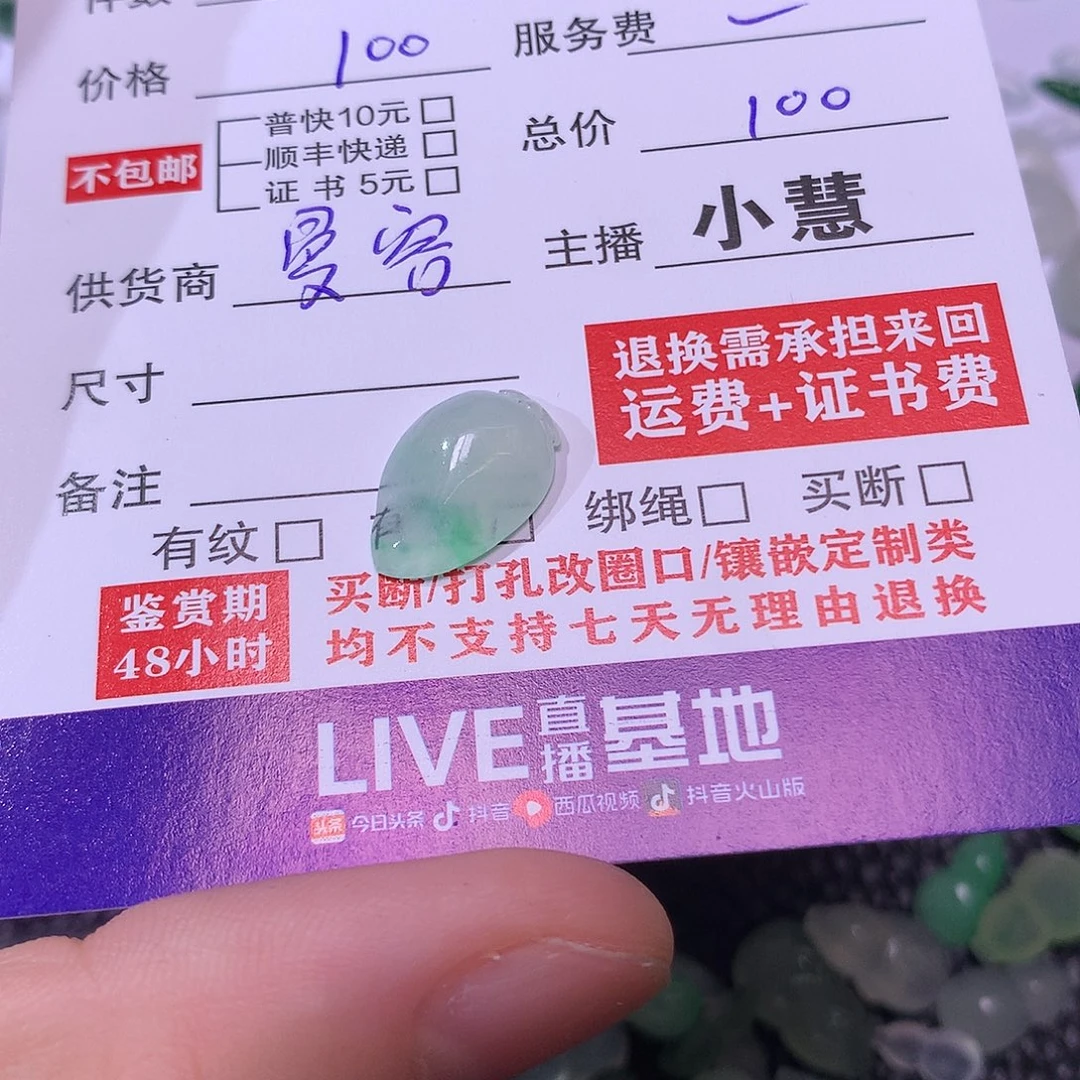 件数
价格 100 服务费
普快10元
顺丰快递
证书 5元
不包邮
总价 100
供货商 曼容
主播 小慧
尺寸
退换需承担来回
运费+证书费
备注
有纹 有 绑绳 买断
鉴赏期
48小时
买断/打孔改圈口/镶嵌定制类
均不支持七天无理由退换
LIVE 直播 基地
头条 今日头条 抖音 西瓜视频 抖音火山版